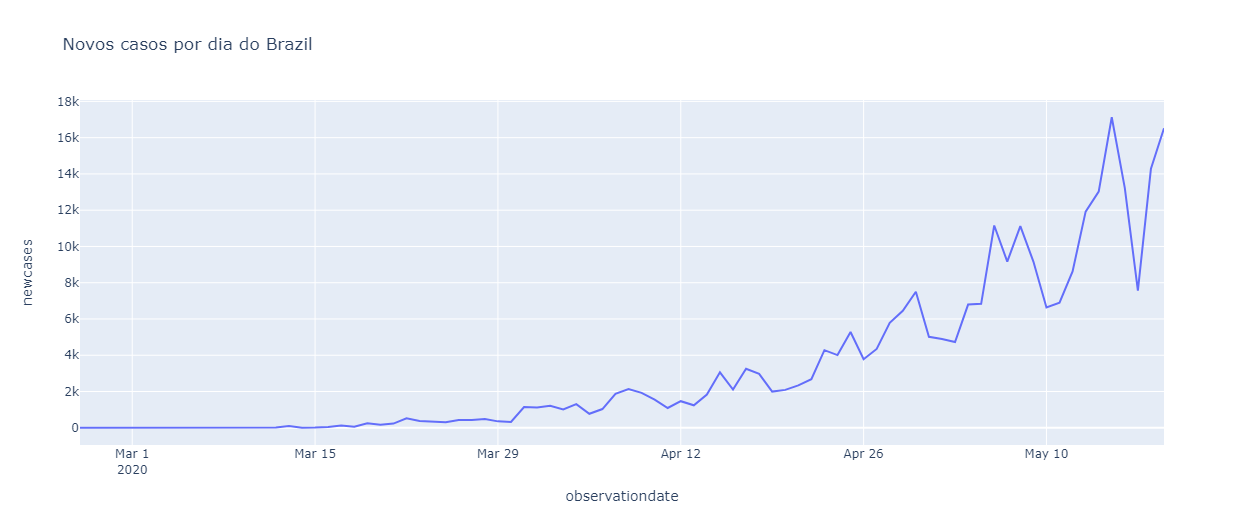 Novos casos por dia do Brazil
18k
16k
14k
12k
10k
8k
6k
4k
2k
0
newcases
Mar 1
2020
Mar 15
Mar 29
Apr 12
Apr 26
May 10
observationdate